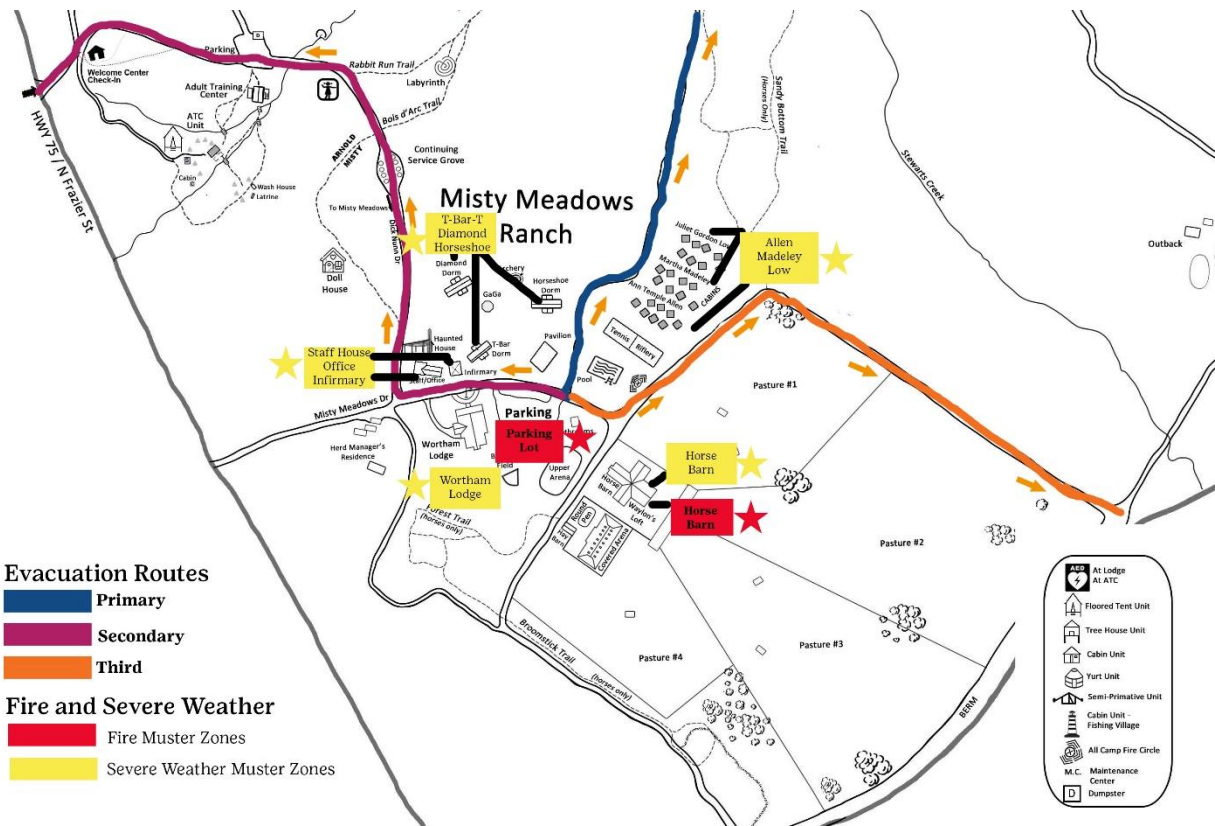 Parking
D
Welcome Center
Check-In
Rabbit Run Trail
Labyrinth
Adult Training
Center
ATC
Unit
Bois d'Arc Trail
HWY 75 / N Frazier St
ARNOLD
MISTY
Continuing
Service Grove
Cabin
Wash House
Latrine
To Misty Meadows
Dick Nunn Dr
Misty Meadows
Ranch
T-Bar-T
Diamond
Horseshoe
Sandy Bottom Trail
(Horses Only)
Stewarts Creek
Outback
Juliet Gordon Low
Martha Madeley
Ann Temple Allen
CABINS
Allen
Madeley
Low
Doll
House
Diamond
Dorm
GaGa
Horseshoe
Dorm
Haunted
House
T-Bar
Dorm
Pavilion
Tennis
Riflery
Staff House
Office
Infirmary
Infirmary
Pool
Pasture #1
Misty Meadows Dr
Parking
Parking
Lot
Herd Manager's
Residence
Wortham
Lodge
Field
Upper
Arena
Wortham
Lodge
Horse
Barn
Horse
Barn
Waylon's
Loft
Horse
Barn
Forest Trail
(horses only)
Round
Pen
Hay
Barn
Covered Arena
Pasture #2
Pasture #3
Pasture #4
Broomstick Trail
(horses only)
BERM
Evacuation Routes
Primary
Secondary
Third
Fire and Severe Weather
Fire Muster Zones
Severe Weather Muster Zones
AED
At Lodge
At ATC
Floored Tent Unit
Tree House Unit
Cabin Unit
Yurt Unit
Semi-Primative Unit
Cabin Unit -
Fishing Village
All Camp Fire Circle
M.C. Maintenance
Center
D Dumpster